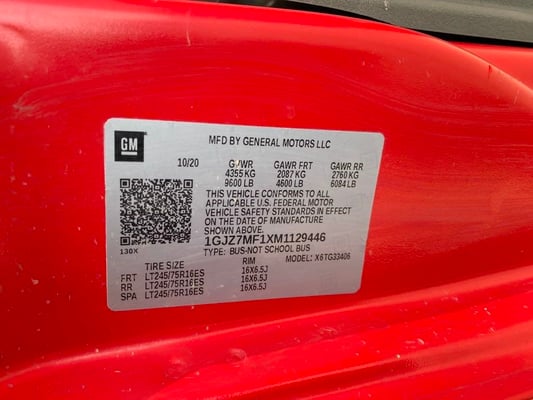 GM
MFD BY GENERAL MOTORS LLC
10/20 GVWR GAWR FRT GAWR RR
4355 KG 2087 KG 2760 KG
9600 LB 4600 LB 6084 LB
THIS VEHICLE CONFORMS TO ALL
APPLICABLE U.S. FEDERAL MOTOR
VEHICLE SAFETY STANDARDS IN EFFECT
ON THE DATE OF MANUFACTURE
SHOWN ABOVE.
1GJZ7MF1XM1129446
TYPE: BUS-NOT SCHOOL BUS
130X
MODEL: X6TG33406
TIRE SIZE RIM
FRT LT245/75R16ES 16X6.5J
RR LT245/75R16ES 16X6.5J
SPA LT245/75R16ES 16X6.5J